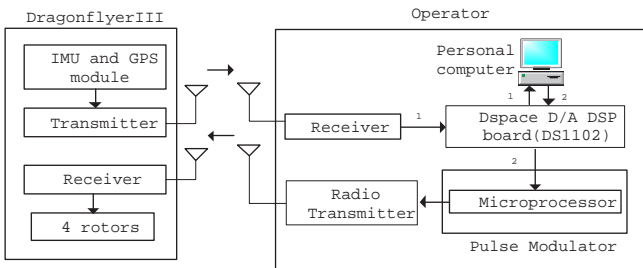 DragonflyerIII
IMU and GPS
module
Transmitter
Receiver
4 rotors
Operator
Personal
computer
1
2
Receiver
1
Dspace D/A DSP
board(DS1102)
2
Radio
Transmitter
Microprocessor
Pulse Modulator